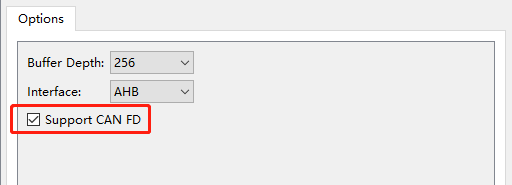 Options
Buffer Depth: 256
Interface: AHB
Support CAN FD